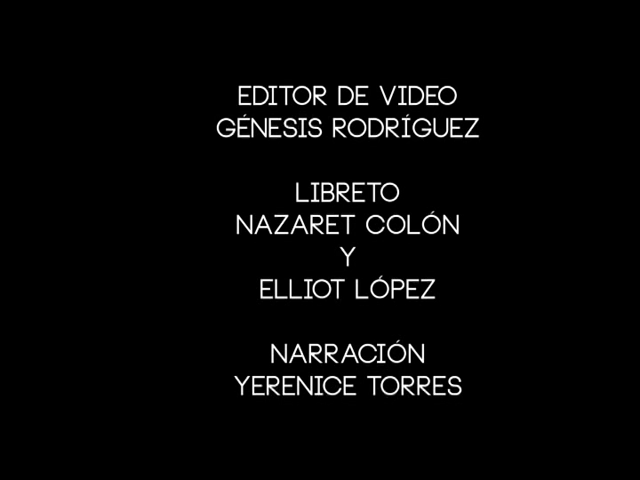 EDITOR DE VIDEO
GÉNESIS RODRÍGUEZ
LIBRETO
NAZARET COLÓN
Y
ELLIOT LÓPEZ
NARRACIÓN
YERENICE TORRES